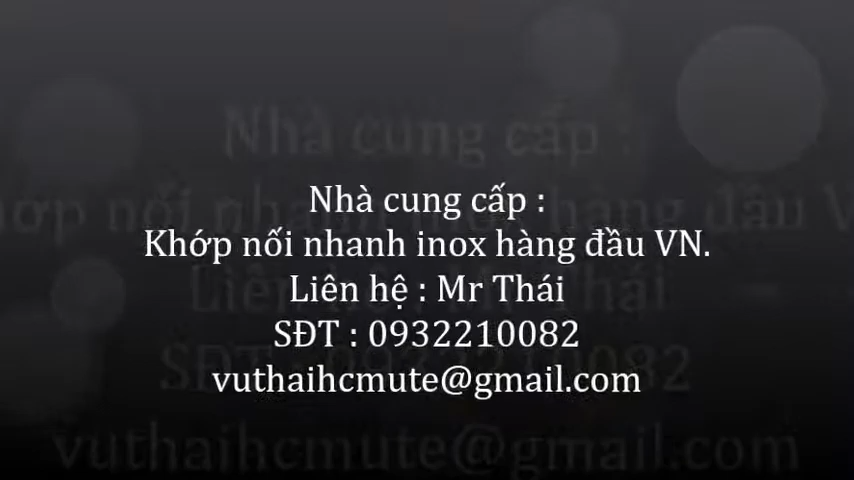 Nhà cung cấp :
Khớp nối nhanh inox hàng đầu VN.
Liên hệ : Mr Thái
SĐT : 0932210082
vuthaihcmute@gmail.com